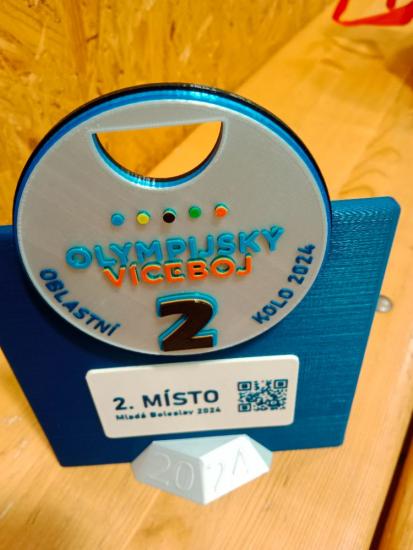 OLYMPIJSKÝ
VÍCEBOJ
OBLASTNÍ
KOLO 2024
2
2. MÍSTO
Mladá Boleslav 2024
2024